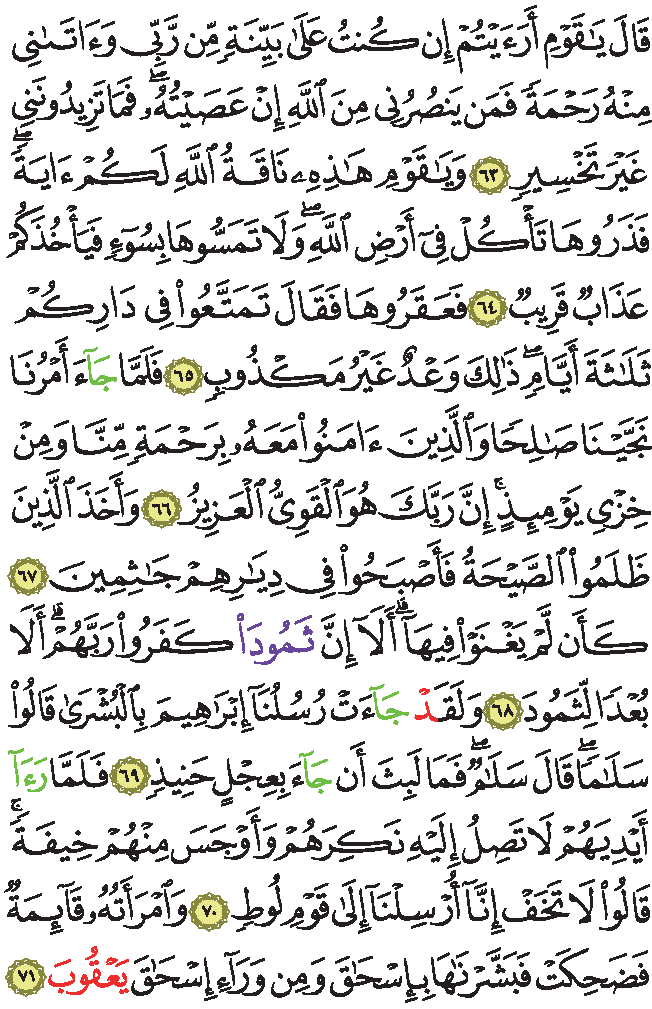 قَالَ يَٰقَوْمِ أَرَءَيْتُمْ إِن كُنتُ عَلَىٰ بَيِّنَةٍ مِّن رَّبِّي وَءَاتَىٰنِي
مِنْهُ رَحْمَةً فَمَن يَنصُرُنِي مِنَ ٱللَّهِ إِنْ عَصَيْتُهُۥۖ فَمَا تَزِيدُونَنِي
غَيْرَ تَخْسِيرٍ ٦٣ وَيَٰقَوْمِ هَٰذِهِۦ نَاقَةُ ٱللَّهِ لَكُمْ ءَايَةًۖ
فَذَرُوهَا تَأْكُلْ فِيٓ أَرْضِ ٱللَّهِۖ وَلَا تَمَسُّوهَا بِسُوٓءٍ فَيَأْخُذَكُمْ
عَذَابٌ قَرِيبٌ ٦٤ فَعَقَرُوهَا فَقَالَ تَمَتَّعُوا۟ فِي دَارِكُمْ
ثَلَٰثَةَ أَيَّامٍۖ ذَٰلِكَ وَعْدٌ غَيْرُ مَكْذُوبٍ ٦٥ فَلَمَّا جَآءَ أَمْرُنَا
نَجَّيْنَا صَٰلِحًا وَٱلَّذِينَ ءَامَنُوا۟ مَعَهُۥ بِرَحْمَةٍ مِّنَّا وَمِنْ
خِزْيِ يَوْمِئِذٍۚ إِنَّ رَبَّكَ هُوَ ٱلْقَوِيُّ ٱلْعَزِيزُ ٦٦ وَأَخَذَ ٱلَّذِينَ
ظَلَمُوا۟ ٱلصَّيْحَةُ فَأَصْبَحُوا۟ فِي دِيَٰرِهِمْ جَٰثِمِينَ ٦٧
كَأَن لَّمْ يَغْنَوْا۟ فِيهَآۗ أَلَآ إِنَّ ثَمُودَا۟ كَفَرُوا۟ رَبَّهُمْۗ أَلَا
بُعْدًا لِّثَمُودَ ٦٨ وَلَقَدْ جَآءَتْ رُسُلُنَآ إِبْرَٰهِيمَ بِٱلْبُشْرَىٰ قَالُوا۟
سَلَٰمًاۖ قَالَ سَلَٰمٌۖ فَمَا لَبِثَ أَن جَآءَ بِعِجْلٍ حَنِيذٍ ٦٩ فَلَمَّا رَءَآ
أَيْدِيَهُمْ لَا تَصِلُ إِلَيْهِ نَكِرَهُمْ وَأَوْجَسَ مِنْهُمْ خِيفَةًۚ
قَالُوا۟ لَا تَخَفْ إِنَّآ أُرْسِلْنَآ إِلَىٰ قَوْمِ لُوطٍ ٧٠ وَٱمْرَأَتُهُۥ قَآئِمَةٌ
فَضَحِكَتْ فَبَشَّرْنَٰهَا بِإِسْحَٰقَ وَمِن وَرَآءِ إِسْحَٰقَ يَعْقُوبَ ٧١